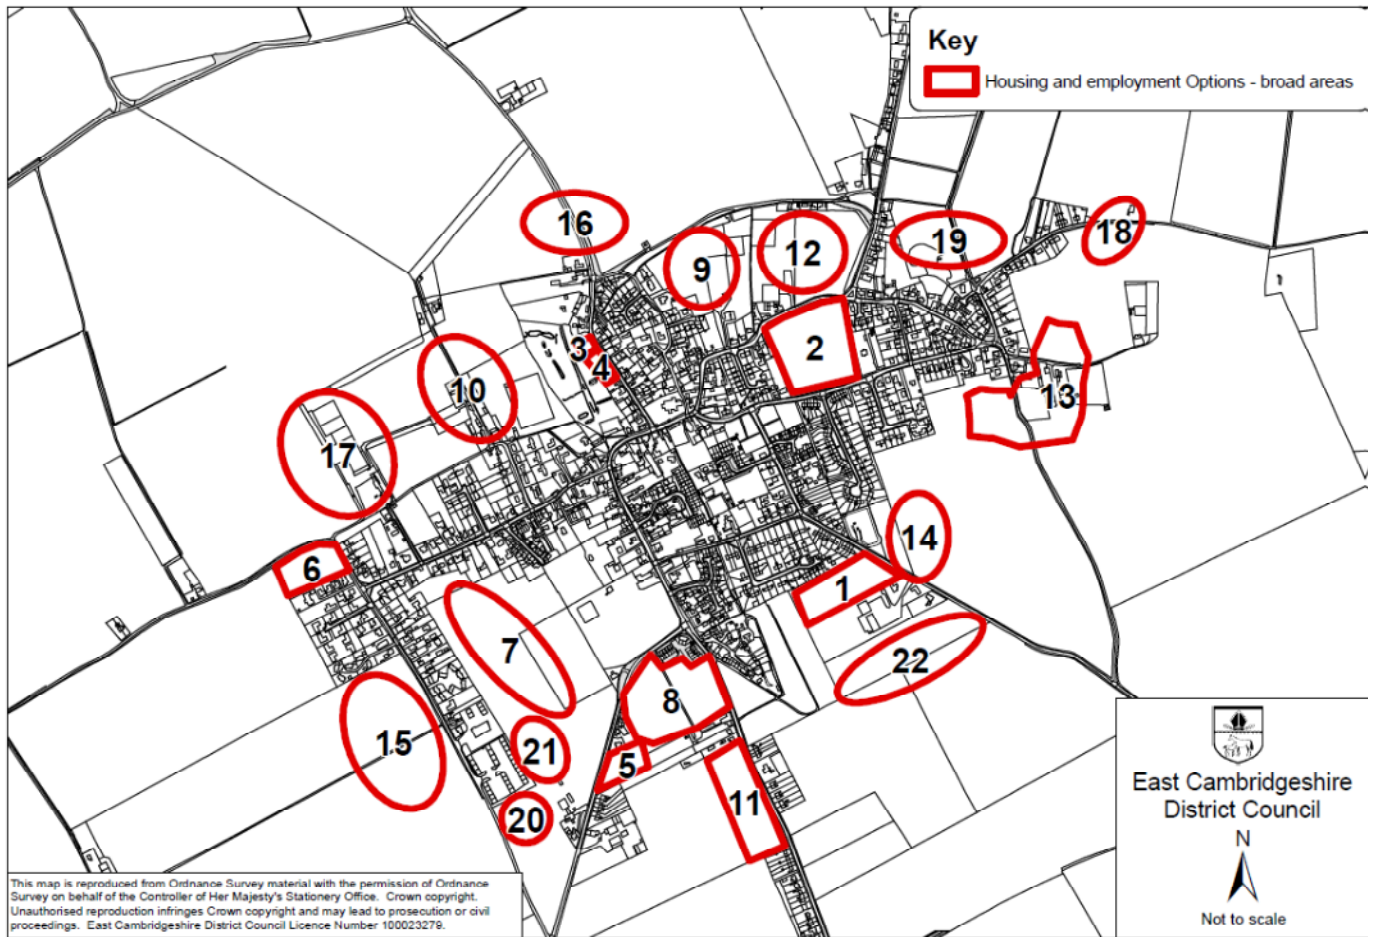 Key
Housing and employment Options - broad areas
16
9
12
19
18
3
4
2
10
13
17
6
14
1
7
22
8
15
21
5
20
11
East Cambridgeshire
District Council
N
Not to scale
This map is reproduced from Ordnance Survey material with the permission of Ordnance
Survey on behalf of the Controller of Her Majesty's Stationery Office. Crown copyright.
Unauthorised reproduction infringes Crown copyright and may lead to prosecution or civil
proceedings. East Cambridgeshire District Council Licence Number 100023279.